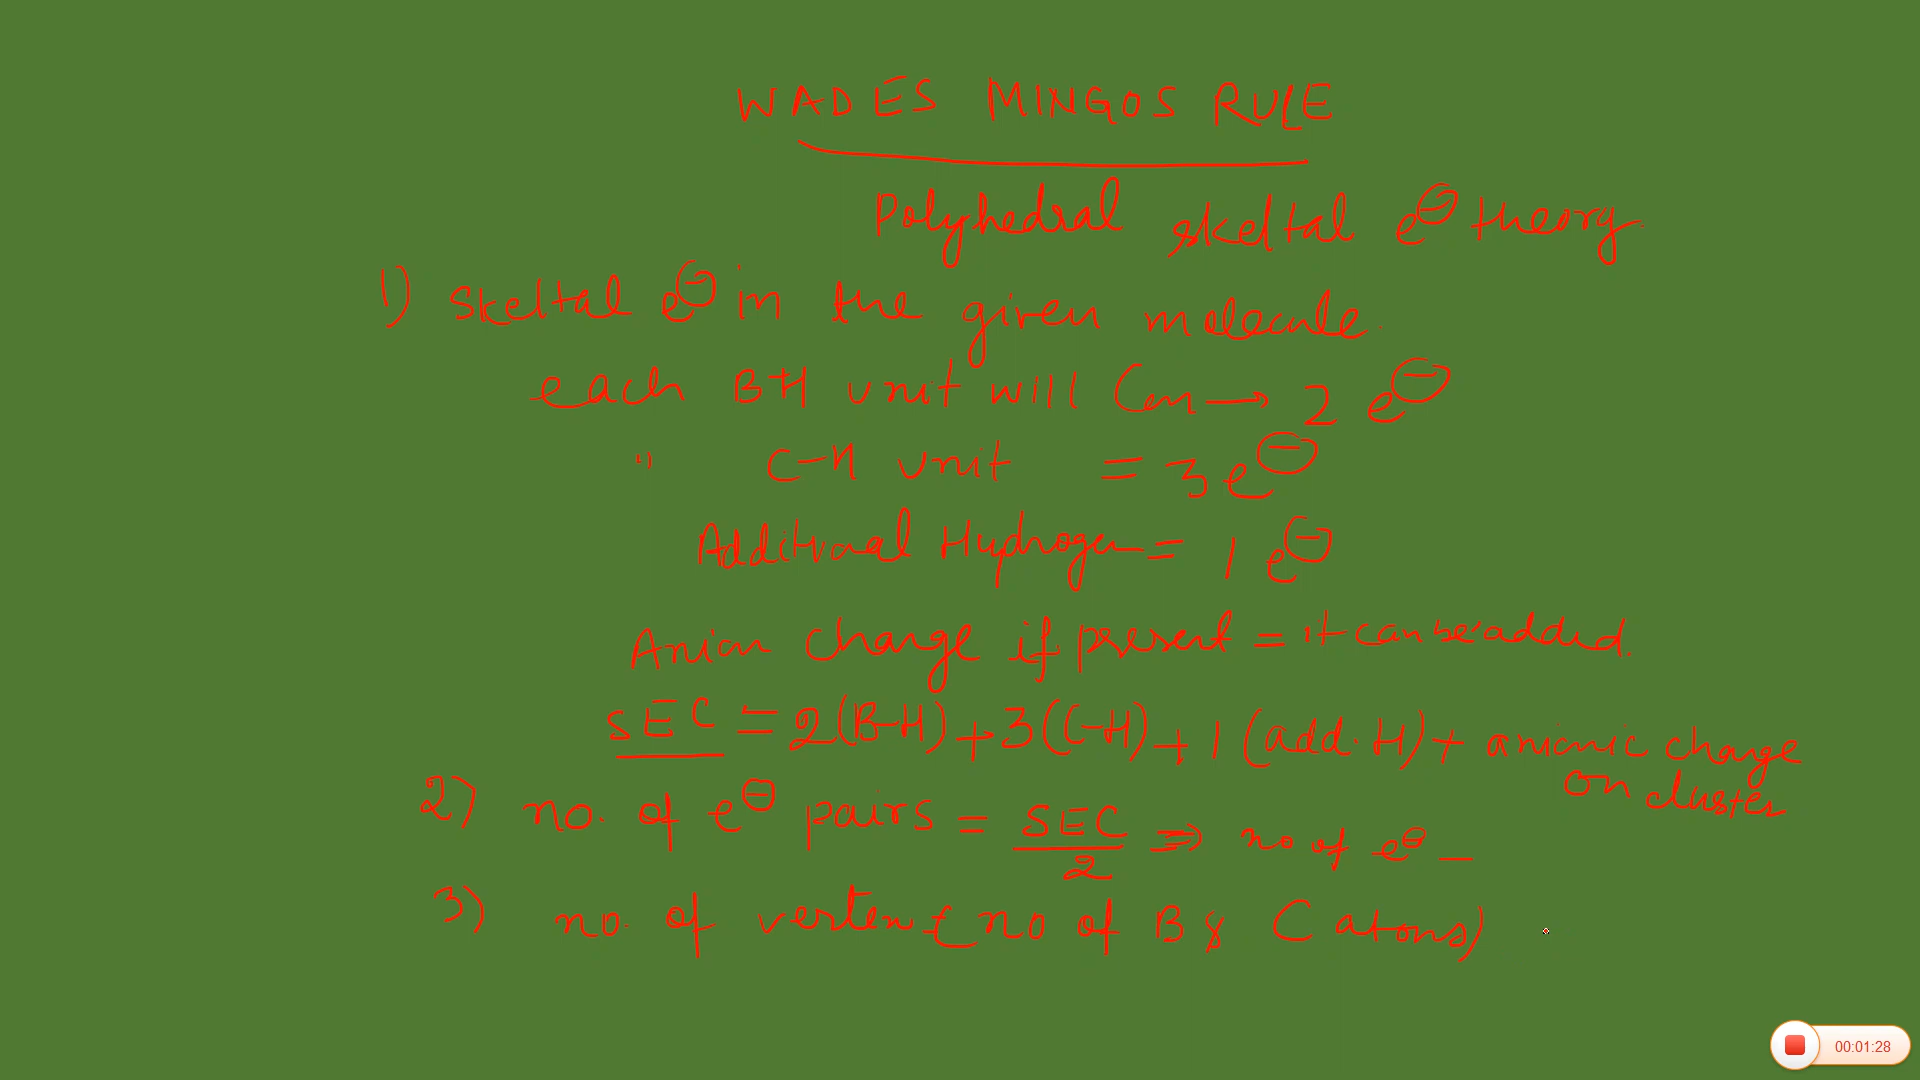 WADES MINGOS RULE
Polyhedral skeltal e⊖ theory.
1) skeltal e⊖ in the given molecule.
each BH unit will Con → 2 e⊖
" C-H unit = 3e⊖
Additional Hydrogen = 1 e⊖
Anion charge if present = it can be added.
SEC = 2(B-H) + 3(C-H) + 1 (add. H) + anionic charge
on cluster
2) no. of e⊖ pairs = SEC/2 ⇒ no of e⊖ —
3) no. of vertex (no of B & C atoms)
00:01:28